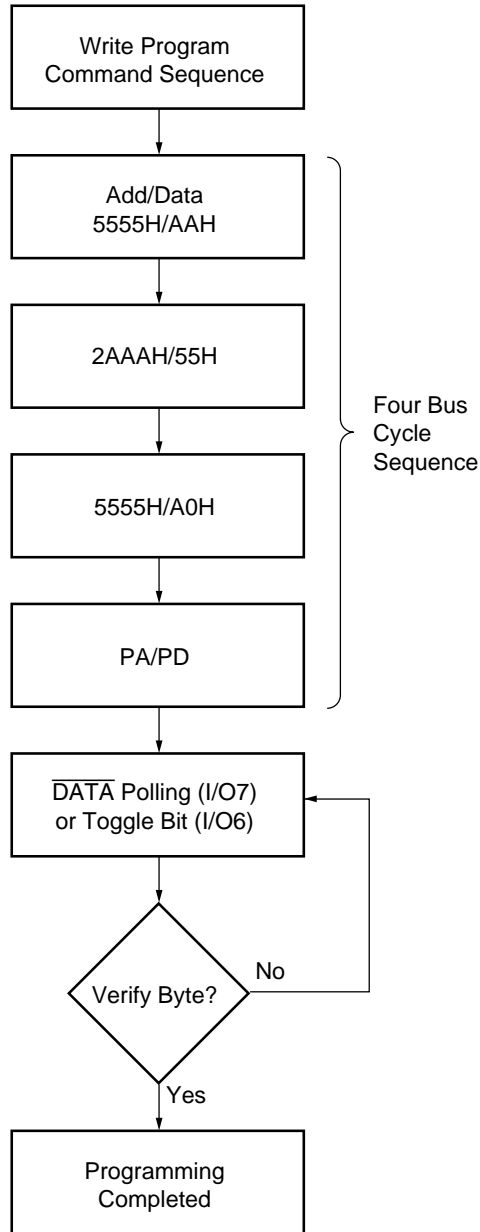 Write Program
Command Sequence
Add/Data
5555H/AAH
2AAAH/55H
Four Bus
Cycle
Sequence
5555H/A0H
PA/PD
DATA Polling (I/O7)
or Toggle Bit (I/O6)
No
Verify Byte?
Yes
Programming
Completed